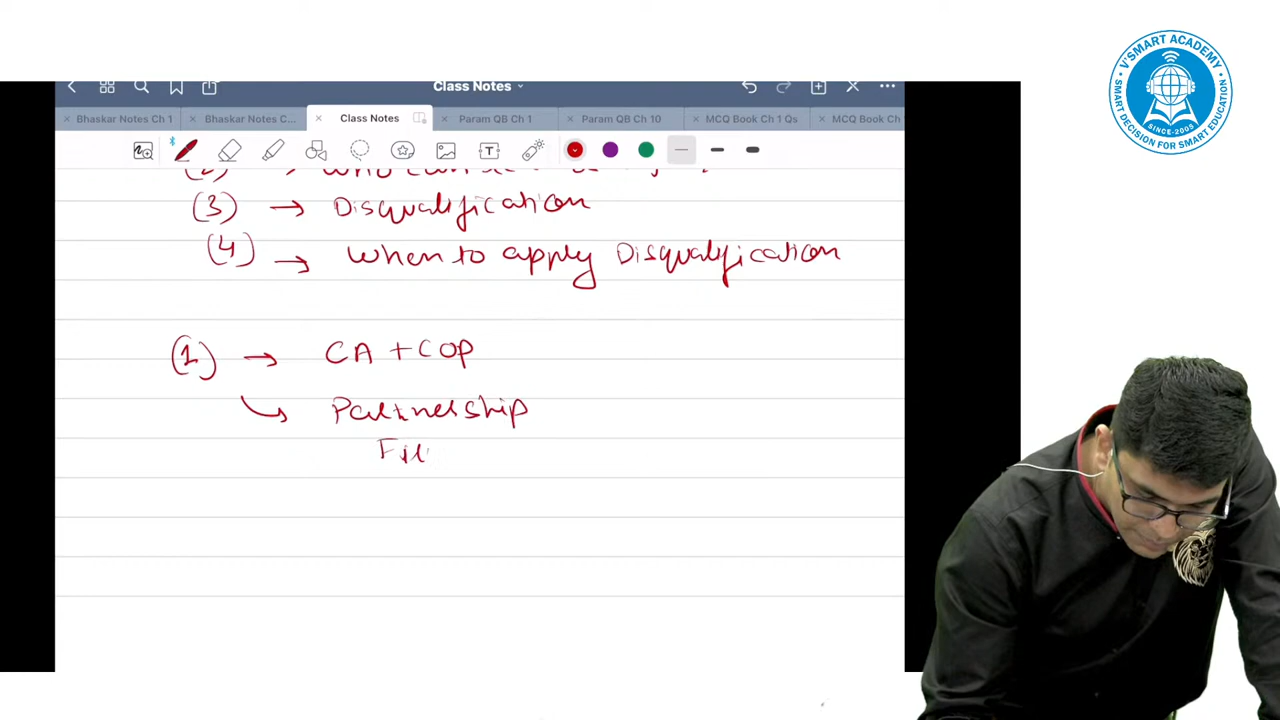 V'SMART ACADEMY
SMART DECISION FOR SMART EDUCATION
SINCE-2005
Class Notes
Bhaskar Notes Ch 1
Bhaskar Notes C...
Class Notes
Param QB Ch 1
Param QB Ch 10
MCQ Book Ch 1 Qs
MCQ Book Ch
T
(2) →
(3) → Disqualification
(4) → When to apply Disqualification
(1) → CA + COP
Partnership